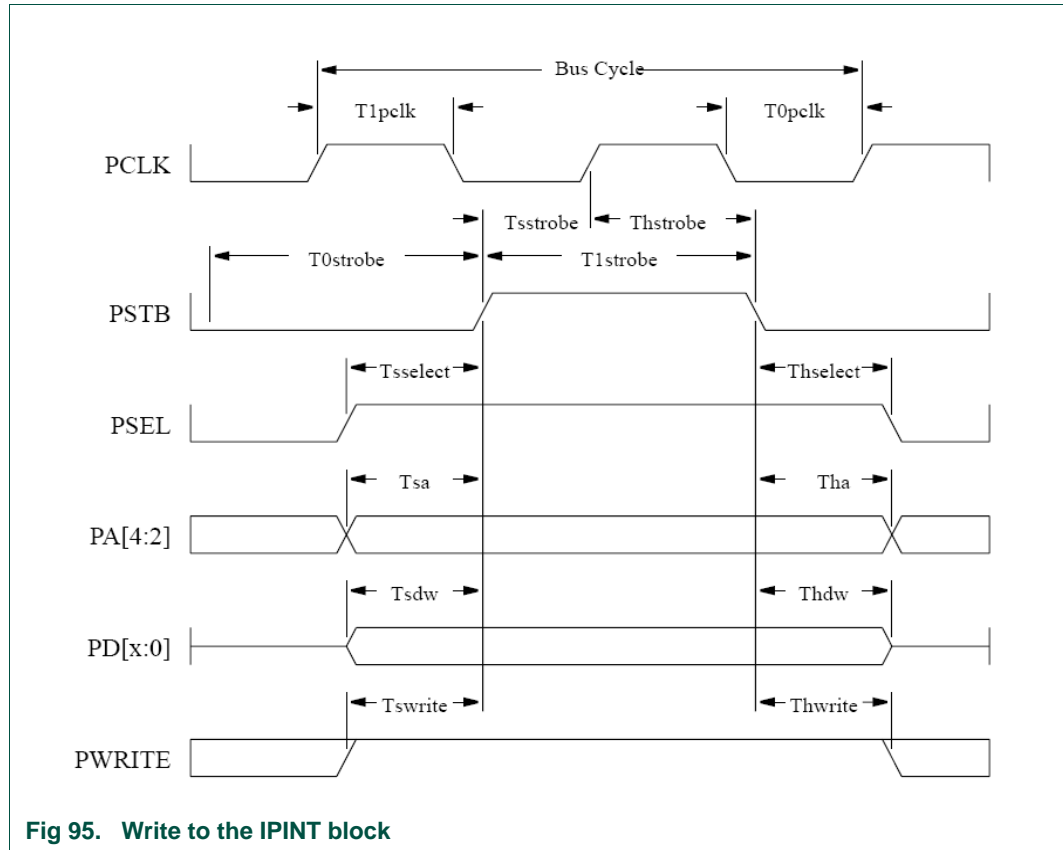 Bus Cycle
T1pclk
T0pclk
PCLK
Tsstrobe
Thstrobe
T0strobe
T1strobe
PSTB
Tsselect
Thselect
PSEL
Tsa
Tha
PA[4:2]
Tsdw
Thdw
PD[x:0]
Tswrite
Thwrite
PWRITE
Fig 95. Write to the IPINT block